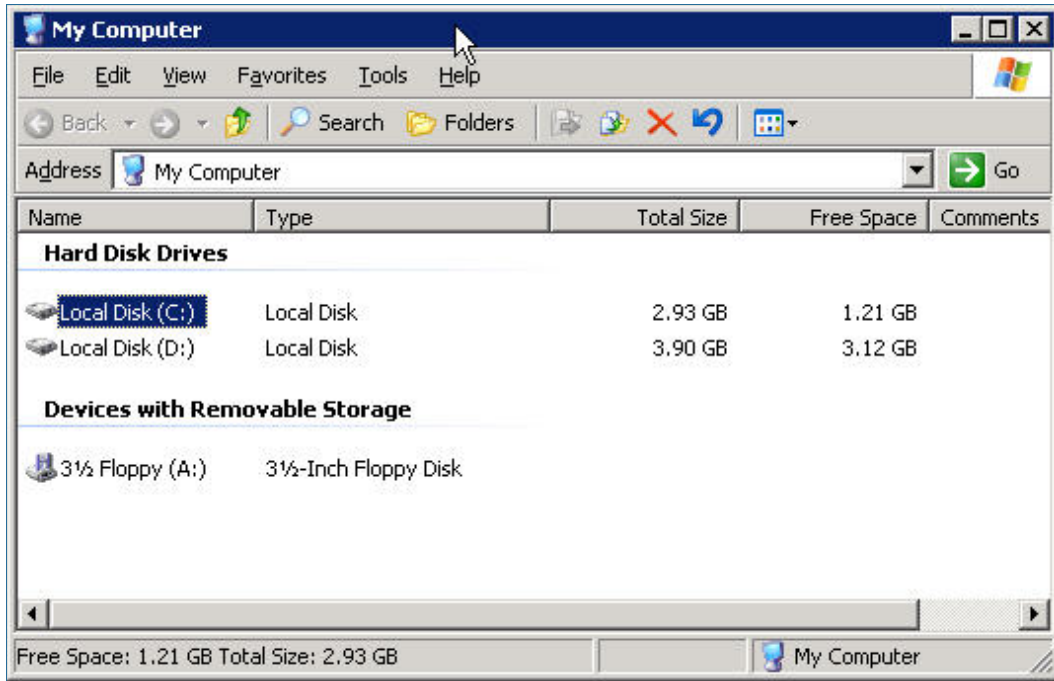 My Computer
File Edit View Favorites Tools Help
Back Search Folders
Address My Computer Go
Name Type Total Size Free Space Comments
Hard Disk Drives
Local Disk (C:) Local Disk 2.93 GB 1.21 GB
Local Disk (D:) Local Disk 3.90 GB 3.12 GB
Devices with Removable Storage
3½ Floppy (A:) 3½-Inch Floppy Disk
Free Space: 1.21 GB Total Size: 2.93 GB My Computer